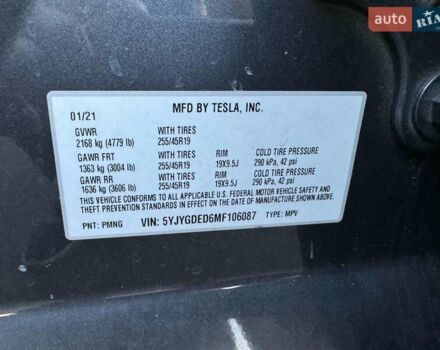 auto RIA
01/21 MFD BY TESLA, INC.
GVWR WITH TIRES
2168 kg (4779 lb) 255/45R19
GAWR FRT WITH TIRES RIM COLD TIRE PRESSURE
1363 kg (3004 lb) 255/45R19 19X9.5J 290 kPa, 42 psi
GAWR RR WITH TIRES RIM COLD TIRE PRESSURE
1636 kg (3606 lb) 255/45R19 19X9.5J 290 kPa, 42 psi
THIS VEHICLE CONFORMS TO ALL APPLICABLE U.S. FEDERAL MOTOR VEHICLE SAFETY AND
THEFT PREVENTION STANDARDS IN EFFECT ON THE DATE OF MANUFACTURE SHOWN ABOVE.
PNT: PMNG VIN: 5YJYGDED6MF106087 TYPE: MPV